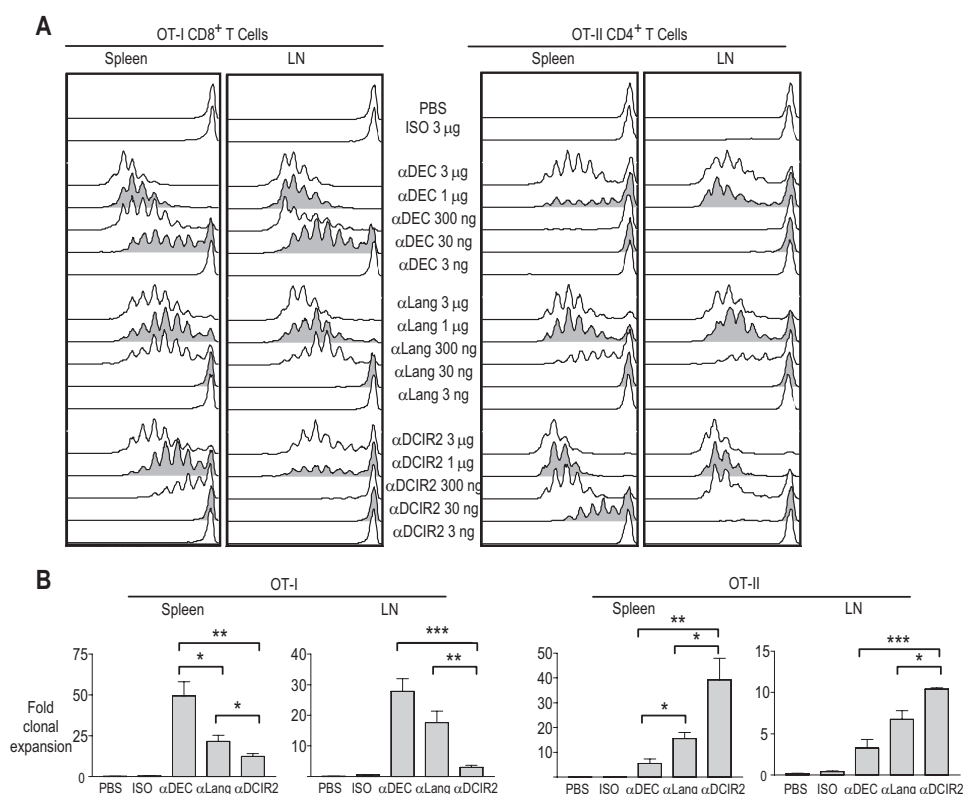 A
OT-I CD8+ T Cells
OT-II CD4+ T Cells
Spleen
LN
Spleen
LN
PBS
ISO 3 μg
αDEC 3 μg
αDEC 1 μg
αDEC 300 ng
αDEC 30 ng
αDEC 3 ng
αLang 3 μg
αLang 1 μg
αLang 300 ng
αLang 30 ng
αLang 3 ng
αDCIR2 3 μg
αDCIR2 1 μg
αDCIR2 300 ng
αDCIR2 30 ng
αDCIR2 3 ng
B
OT-I
OT-II
Spleen
LN
Spleen
LN
Fold
clonal
expansion
75
50
25
0
**
*
*
PBS ISO αDEC αLang αDCIR2
40
30
20
10
***
**
PBS ISO αDEC αLang αDCIR2
50
40
30
20
10
**
*
*
PBS ISO αDEC αLang αDCIR2
15
10
5
0
***
*
PBS ISO αDEC αLang αDCIR2